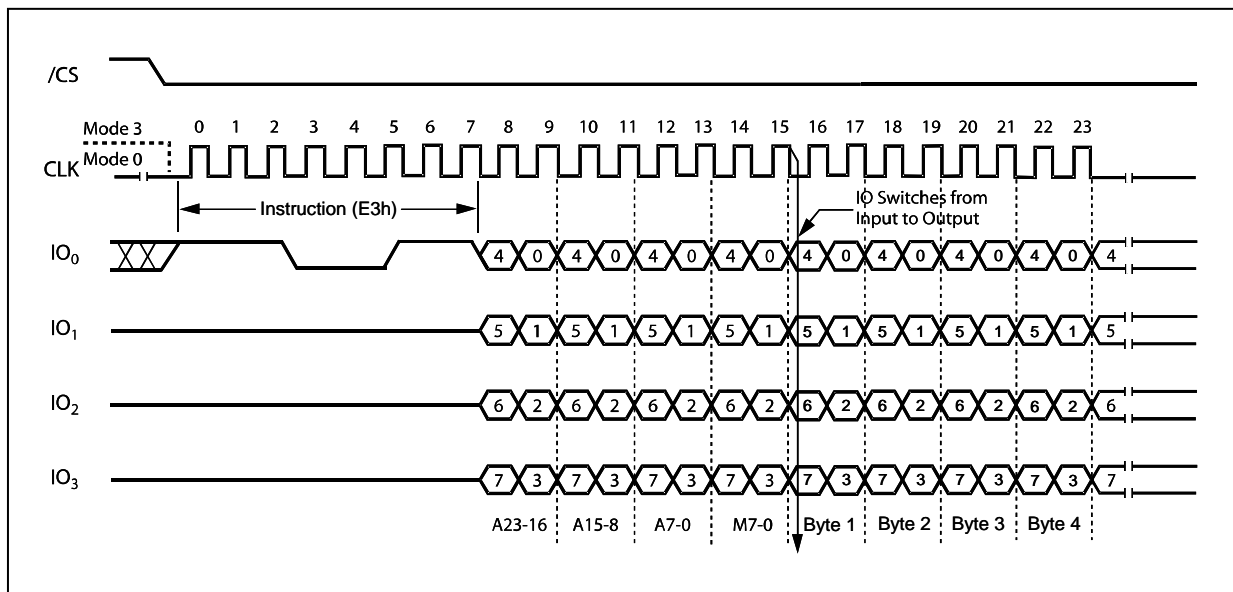 /CS
Mode 3
0 1 2 3 4 5 6 7 8 9 10 11 12 13 14 15 16 17 18 19 20 21 22 23
Mode 0
CLK
Instruction (E3h)
IO Switches from
Input to Output
IO0 4 0 4 0 4 0 4 0 4 0 4 0 4 0 4 0 4
IO1 5 1 5 1 5 1 5 1 5 1 5 1 5 1 5 1 5
IO2 6 2 6 2 6 2 6 2 6 2 6 2 6 2 6 2 6
IO3 7 3 7 3 7 3 7 3 7 3 7 3 7 3 7 3 7
A23-16 A15-8 A7-0 M7-0 Byte 1 Byte 2 Byte 3 Byte 4